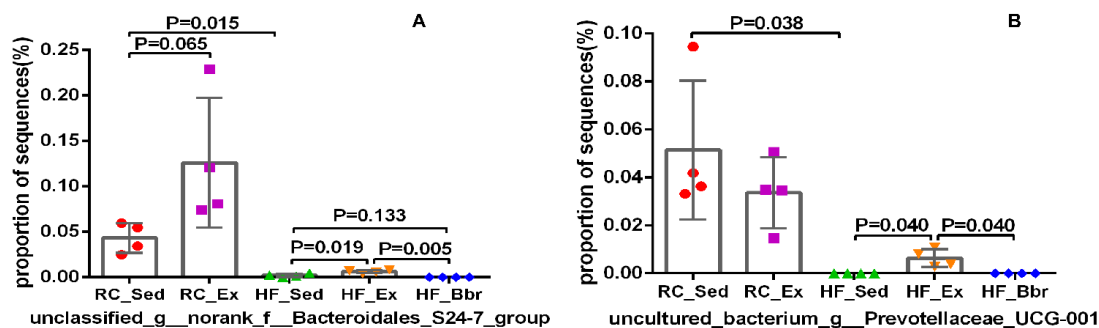 A
P=0.015
P=0.065
proportion of sequences(%)
0.25
0.20
0.15
0.10
0.05
0.00
P=0.133
P=0.019
P=0.005
RC_Sed RC_Ex HF_Sed HF_Ex HF_Bbr
unclassified_g__norank_f__Bacteroidales_S24-7_group
B
P=0.038
proportion of sequences(%)
0.10
0.08
0.06
0.04
0.02
0.00
P=0.040 P=0.040
RC_Sed RC_Ex HF_Sed HF_Ex HF_Bbr
uncultured_bacterium_g__Prevotellaceae_UCG-001